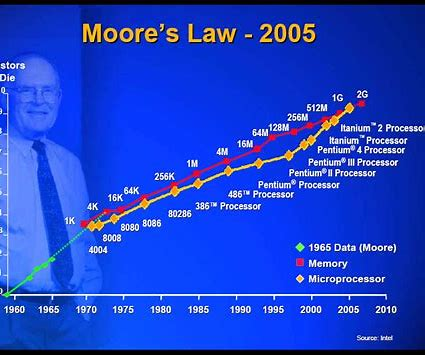 Moore's Law - 2005
istors
Die
2G
1G
512M
256M
128M
64M
16M
4M
1M
256K
64K
16K
4K
1K
Itanium™ 2 Processor
Itanium™ Processor
Pentium® 4 Processor
Pentium® III Processor
Pentium® II Processor
Pentium® Processor
486™ Processor
386™ Processor
80286
8086
8080
8008
4004
1965 Data (Moore)
Memory
Microprocessor
1960 1965 1970 1975 1980 1985 1990 1995 2000 2005 2010
Source: Intel